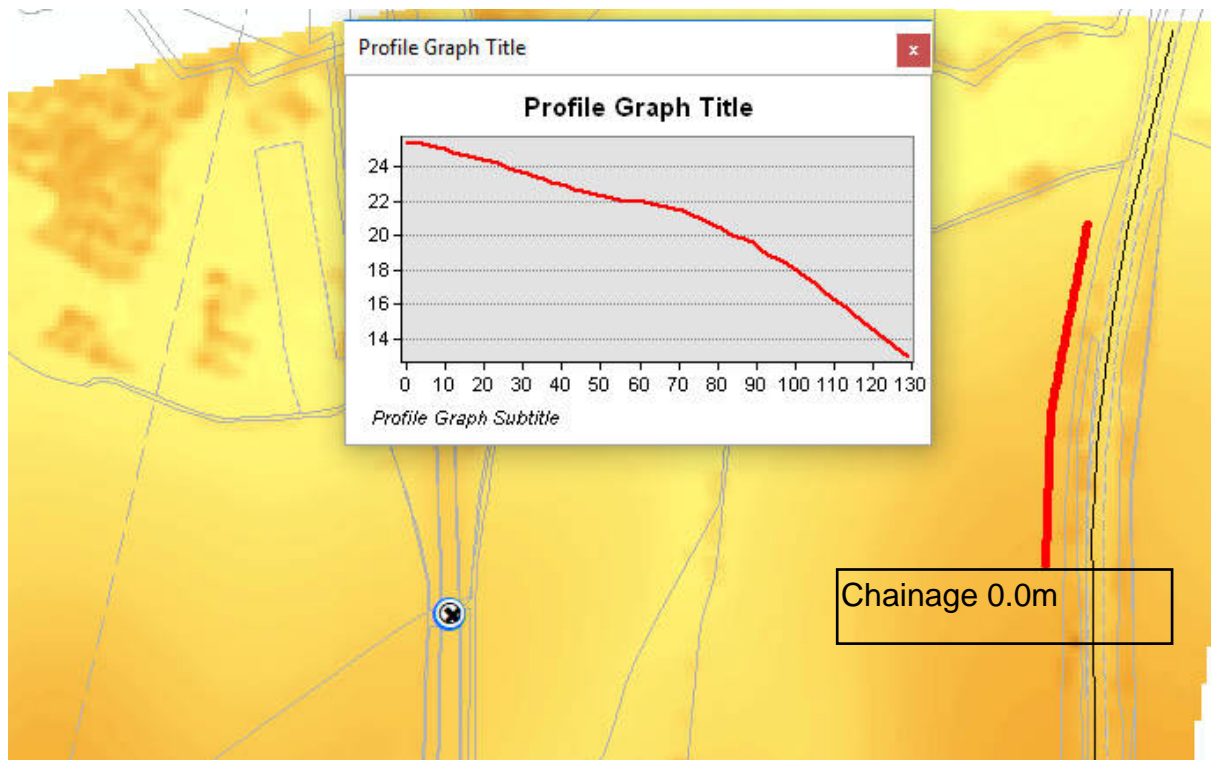 Profile Graph Title
x
Profile Graph Title
24
22
20
18
16
14
0 10 20 30 40 50 60 70 80 90 100 110 120 130
Profile Graph Subtitle
Chainage 0.0m